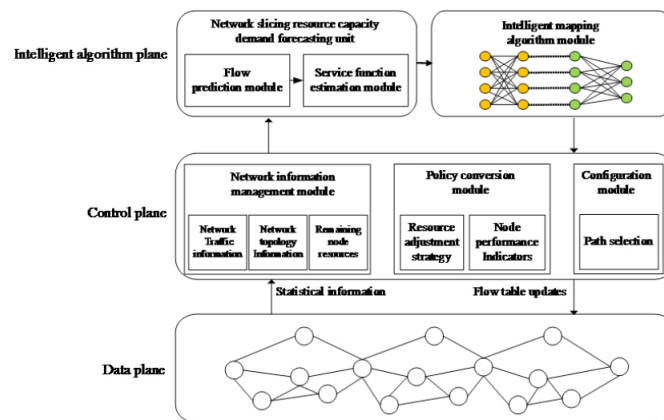 Intelligent algorithm plane
Network slicing resource capacity
demand forecasting unit
Flow
prediction module
Service function
estimation module
Intelligent mapping
algorithm module
Control plane
Network information
management module
Network
Traffic
information
Network
topology
Information
Remaining
node
resources
Policy conversion
module
Resource
adjustment
strategy
Node
performance
Indicators
Configuration
module
Path selection
Statistical information
Flow table updates
Data plane